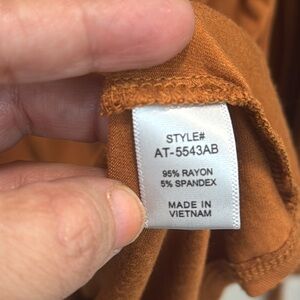 STYLE#
AT-5543AB
95% RAYON
5% SPANDEX
MADE IN
VIETNAM